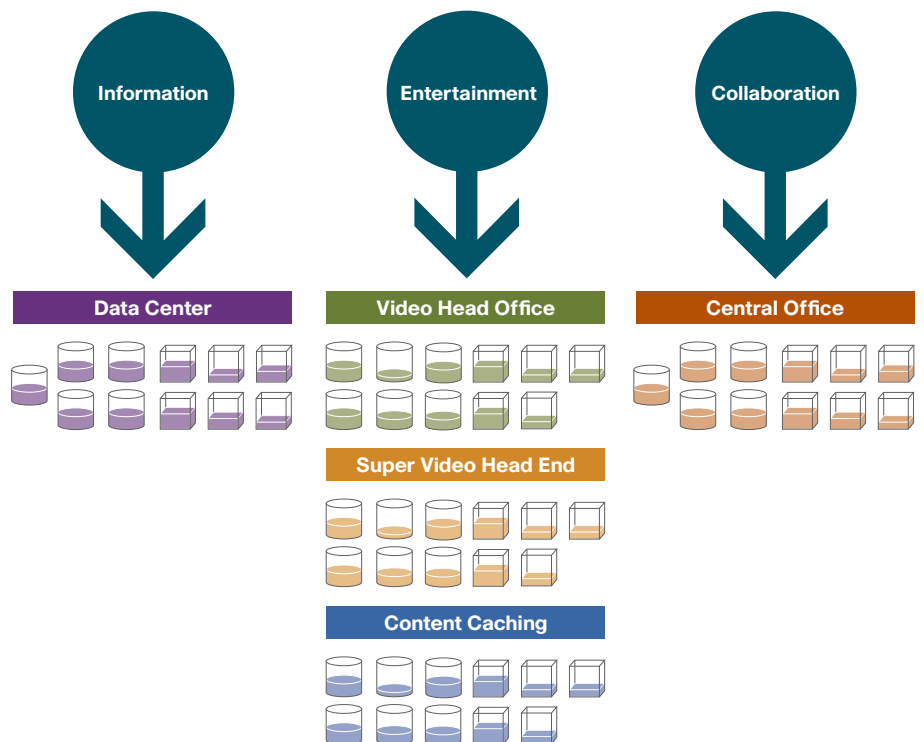 Information
Entertainment
Collaboration
Data Center
Video Head Office
Central Office
Super Video Head End
Content Caching